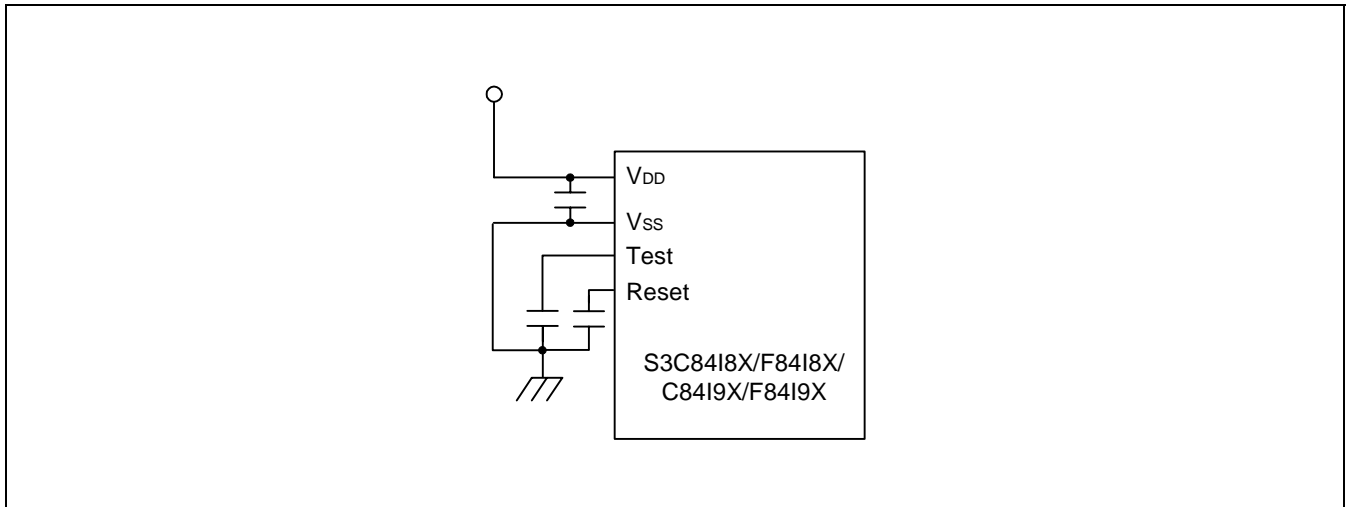 VDD
Vss
Test
Reset
S3C84I8X/F84I8X/
C84I9X/F84I9X